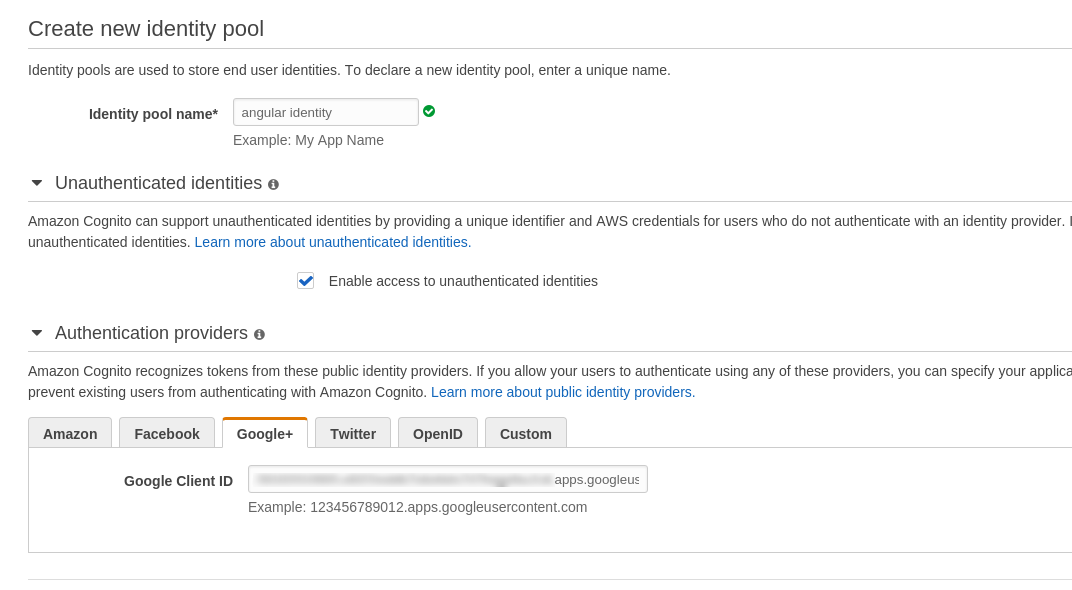 Create new identity pool
Identity pools are used to store end user identities. To declare a new identity pool, enter a unique name.
Identity pool name* angular identity
Example: My App Name
Unauthenticated identities
Amazon Cognito can support unauthenticated identities by providing a unique identifier and AWS credentials for users who do not authenticate with an identity provider.
unauthenticated identities. Learn more about unauthenticated identities.
Enable access to unauthenticated identities
Authentication providers
Amazon Cognito recognizes tokens from these public identity providers. If you allow your users to authenticate using any of these providers, you can specify your applica
prevent existing users from authenticating with Amazon Cognito. Learn more about public identity providers.
Amazon Facebook Google+ Twitter OpenID Custom
Google Client ID apps.googleus
Example: 123456789012.apps.googleusercontent.com